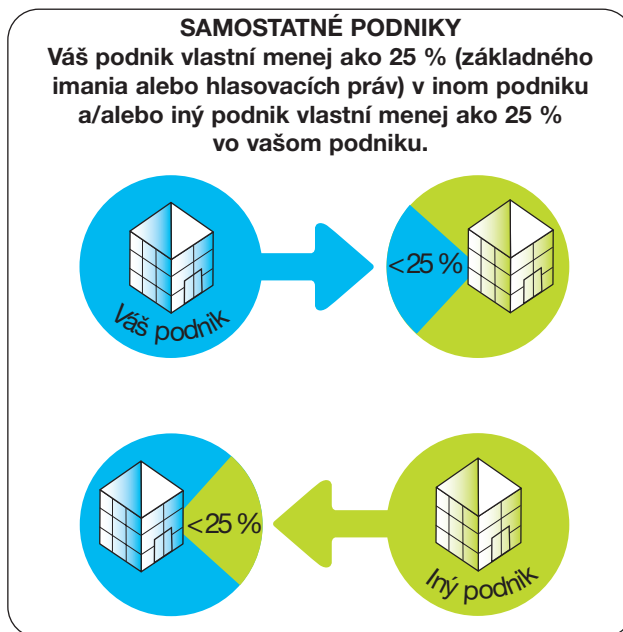 SAMOSTATNÉ PODNIKY
Váš podnik vlastní menej ako 25 % (základného
imania alebo hlasovacích práv) v inom podniku
a/alebo iný podnik vlastní menej ako 25 %
vo vašom podniku.
<25 %
Váš podnik
<25 %
Iný podnik